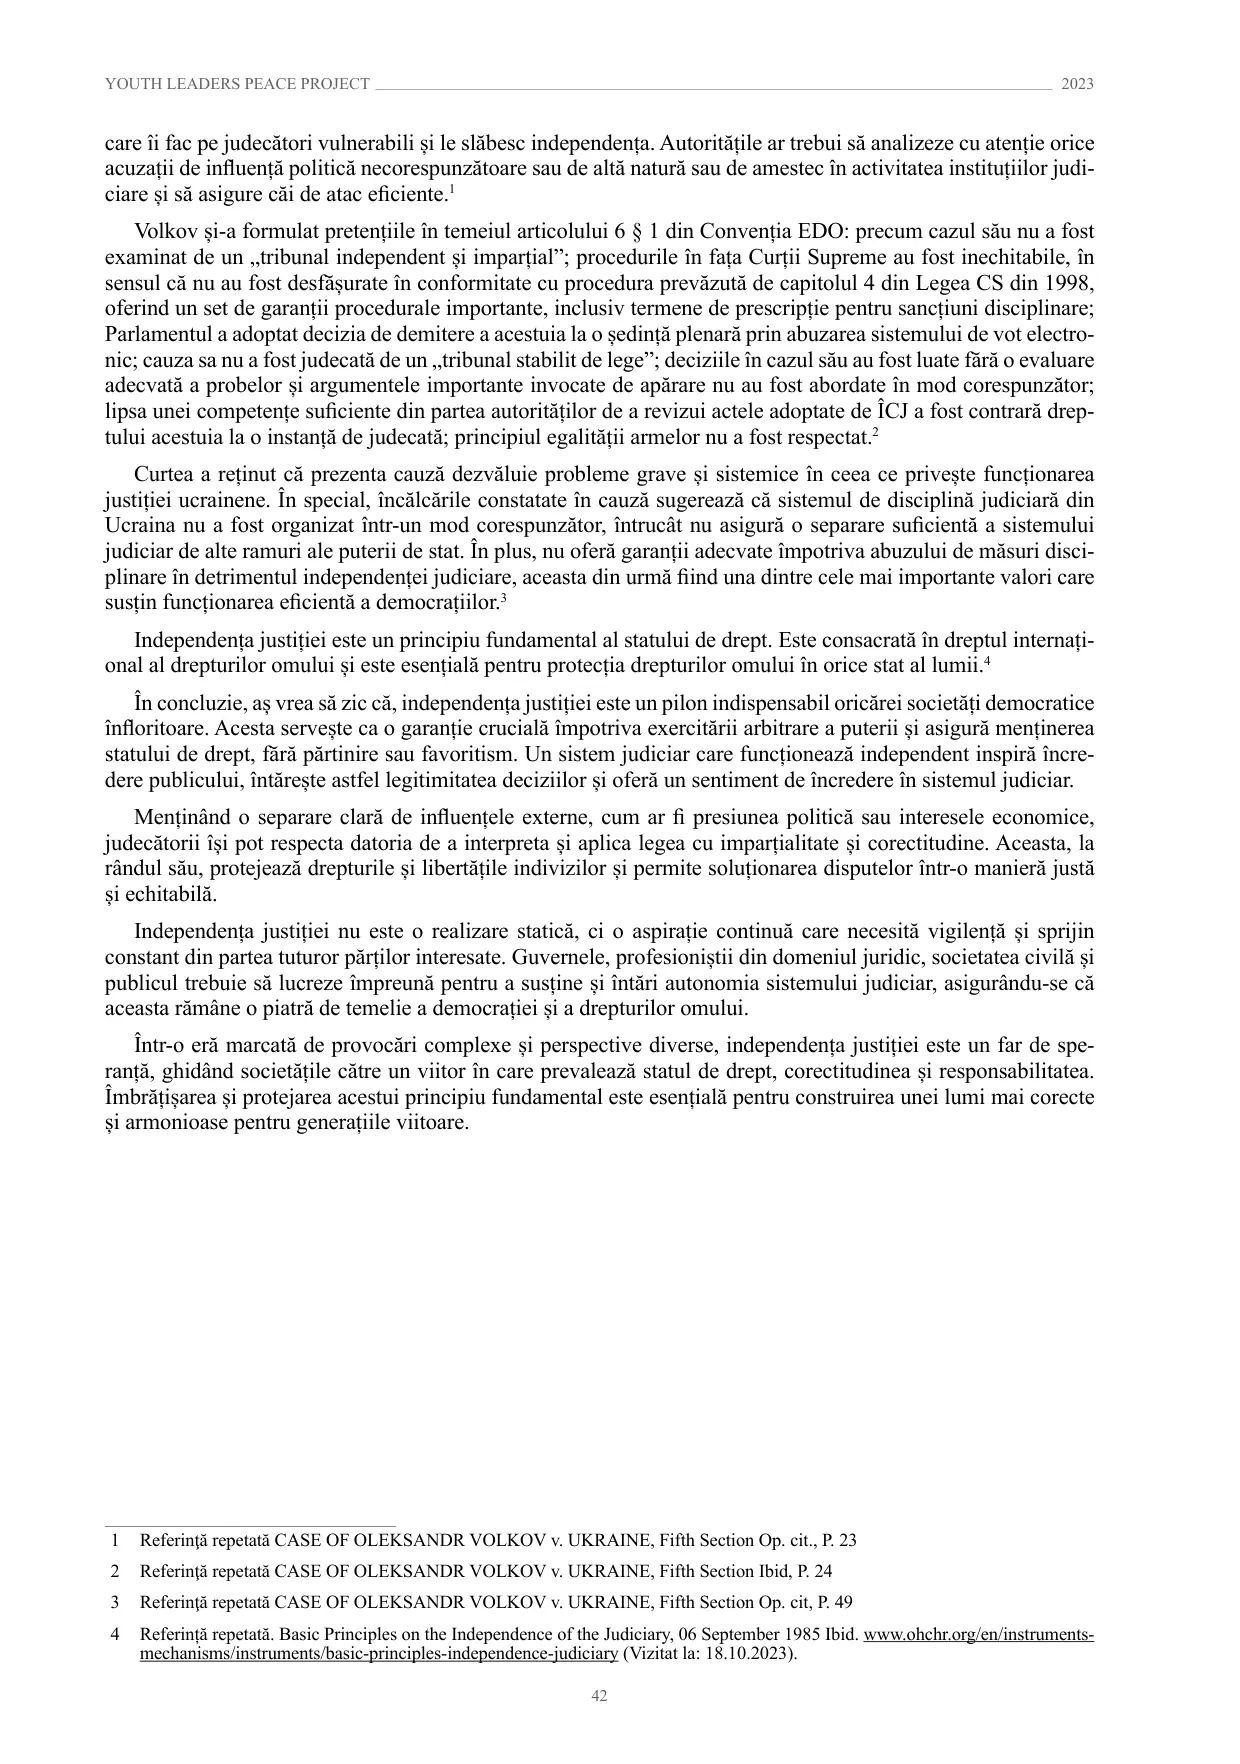 YOUTH LEADERS PEACE PROJECT 2023
care îi fac pe judecători vulnerabili și le slăbesc independența. Autoritățile ar trebui să analizeze cu atenție orice
acuzații de influență politică necorespunzătoare sau de altă natură sau de amestec în activitatea instituțiilor judi-
ciare și să asigure căi de atac eficiente.1
Volkov și-a formulat pretențiile în temeiul articolului 6 § 1 din Convenția EDO: precum cazul său nu a fost
examinat de un „tribunal independent și imparțial”; procedurile în fața Curții Supreme au fost inechitabile, în
sensul că nu au fost desfășurate în conformitate cu procedura prevăzută de capitolul 4 din Legea CS din 1998,
oferind un set de garanții procedurale importante, inclusiv termene de prescripție pentru sancțiuni disciplinare;
Parlamentul a adoptat decizia de demitere a acestuia la o ședință plenară prin abuzarea sistemului de vot electro-
nic; cauza sa nu a fost judecată de un „tribunal stabilit de lege”; deciziile în cazul său au fost luate fără o evaluare
adecvată a probelor și argumentele importante invocate de apărare nu au fost abordate în mod corespunzător;
lipsa unei competențe suficiente din partea autorităților de a revizui actele adoptate de ÎCJ a fost contrară drep-
tului acestuia la o instanță de judecată; principiul egalității armelor nu a fost respectat.2
Curtea a reținut că prezenta cauză dezvăluie probleme grave și sistemice în ceea ce privește funcționarea
justiției ucrainene. În special, încălcările constatate în cauză sugerează că sistemul de disciplină judiciară din
Ucraina nu a fost organizat într-un mod corespunzător, întrucât nu asigură o separare suficientă a sistemului
judiciar de alte ramuri ale puterii de stat. În plus, nu oferă garanții adecvate împotriva abuzului de măsuri disci-
plinare în detrimentul independenței judiciare, aceasta din urmă fiind una dintre cele mai importante valori care
susțin funcționarea eficientă a democrațiilor.3
Independența justiției este un principiu fundamental al statului de drept. Este consacrată în dreptul internați-
onal al drepturilor omului și este esențială pentru protecția drepturilor omului în orice stat al lumii.4
În concluzie, aș vrea să zic că, independența justiției este un pilon indispensabil oricărei societăți democratice
înfloritoare. Acesta servește ca o garanție crucială împotriva exercitării arbitrare a puterii și asigură menținerea
statului de drept, fără părtinire sau favoritism. Un sistem judiciar care funcționează independent inspiră încre-
dere publicului, întărește astfel legitimitatea deciziilor și oferă un sentiment de încredere în sistemul judiciar.
Menținând o separare clară de influențele externe, cum ar fi presiunea politică sau interesele economice,
judecătorii își pot respecta datoria de a interpreta și aplica legea cu imparțialitate și corectitudine. Aceasta, la
rândul său, protejează drepturile și libertățile indivizilor și permite soluționarea disputelor într-o manieră justă
și echitabilă.
Independența justiției nu este o realizare statică, ci o aspirație continuă care necesită vigilență și sprijin
constant din partea tuturor părților interesate. Guvernele, profesioniștii din domeniul juridic, societatea civilă și
publicul trebuie să lucreze împreună pentru a susține și întări autonomia sistemului judiciar, asigurându-se că
aceasta rămâne o piatră de temelie a democrației și a drepturilor omului.
Într-o eră marcată de provocări complexe și perspective diverse, independența justiției este un far de spe-
ranță, ghidând societățile către un viitor în care prevalează statul de drept, corectitudinea și responsabilitatea.
Îmbrățișarea și protejarea acestui principiu fundamental este esențială pentru construirea unei lumi mai corecte
și armonioase pentru generațiile viitoare.
1 Referinţă repetată CASE OF OLEKSANDR VOLKOV v. UKRAINE, Fifth Section Op. cit., P. 23
2 Referinţă repetată CASE OF OLEKSANDR VOLKOV v. UKRAINE, Fifth Section Ibid, P. 24
3 Referinţă repetată CASE OF OLEKSANDR VOLKOV v. UKRAINE, Fifth Section Op. cit, P. 49
4 Referință repetată. Basic Principles on the Independence of the Judiciary, 06 September 1985 Ibid. www.ohchr.org/en/instruments-
mechanisms/instruments/basic-principles-independence-judiciary (Vizitat la: 18.10.2023).
42